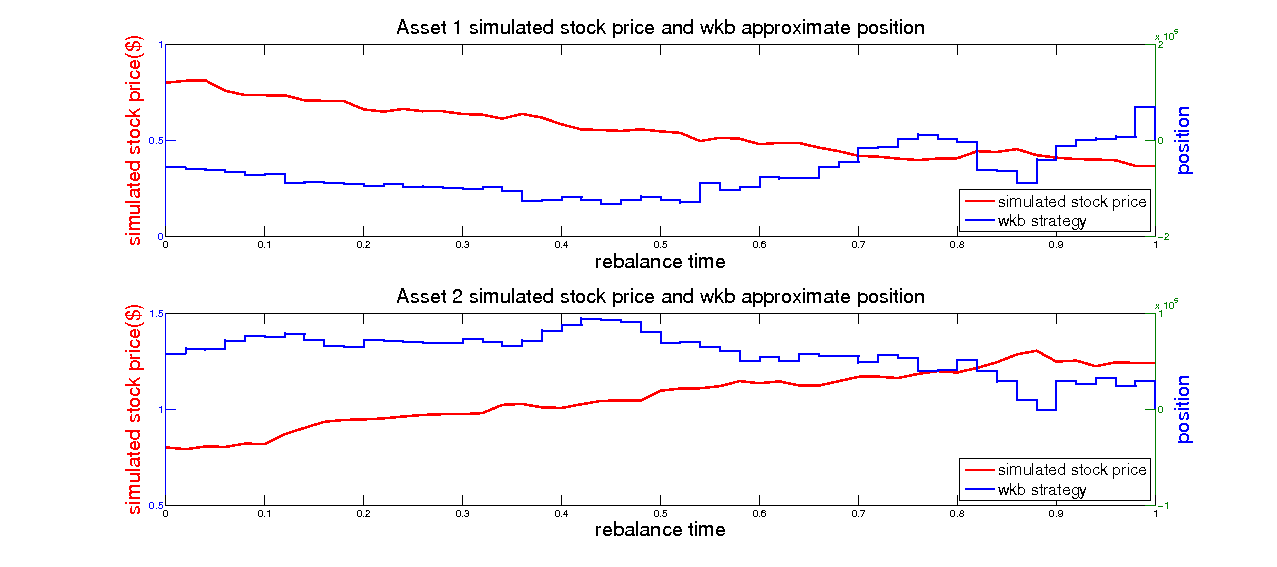 Asset 1 simulated stock price and wkb approximate position
x 10^5
simulated stock price($)
position
1
0.5
0
2
0
-2
simulated stock price
wkb strategy
0 0.1 0.2 0.3 0.4 0.5 0.6 0.7 0.8 0.9 1
rebalance time
Asset 2 simulated stock price and wkb approximate position
simulated stock price($)
position
1.5
1
0.5
1
0
-1
simulated stock price
wkb strategy
0 0.1 0.2 0.3 0.4 0.5 0.6 0.7 0.8 0.9 1
rebalance time